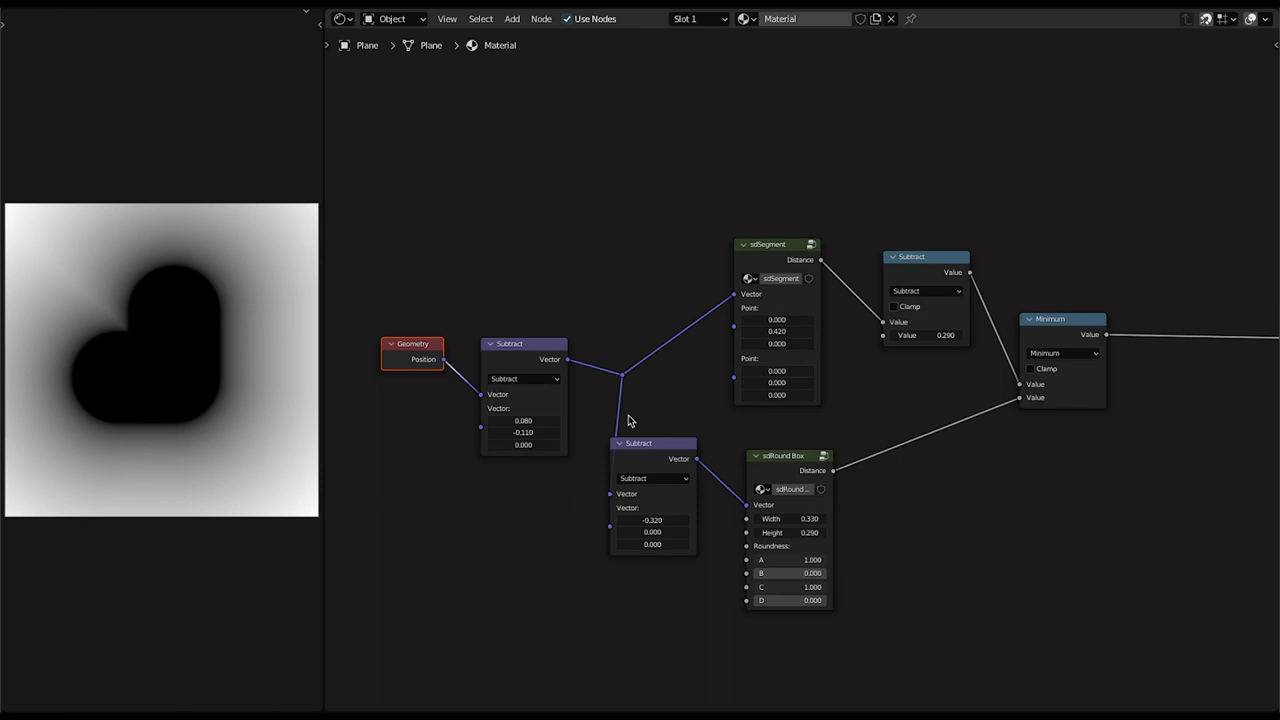 Object View Select Add Node Use Nodes Slot 1 Material
Plane > Plane > Material
sdSegment
Distance
sdSegment
Vector
Point:
0.000
0.420
0.000
Point:
0.000
0.000
0.000
Subtract
Value
Subtract
Clamp
Value
Value 0.290
Minimum
Value
Minimum
Clamp
Value
Value
Geometry
Position
Subtract
Vector
Subtract
Vector
Vector:
0.080
-0.110
0.000
Subtract
Vector
Subtract
Vector
Vector:
-0.320
0.000
0.000
sdRound Box
Distance
sdRound...
Vector
Width 0.330
Height 0.290
Roundness:
A 1.000
B 0.000
C 1.000
D 0.000